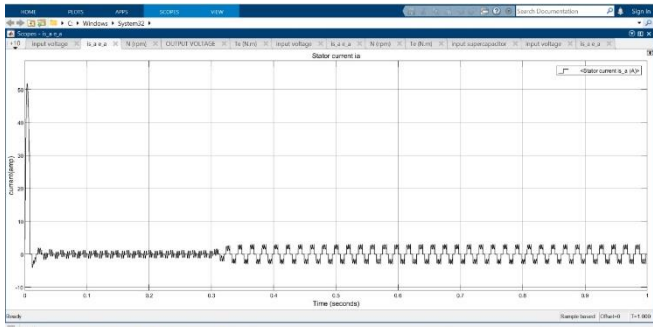 HOME PLOTS APPS SCOPES VIEW Search Documentation Sign In
C: Windows System32
Scopes - is_a e_a
+10 Input voltage is_a e_a N (rpm) OUTPUT VOLTAGE Te (N.m) Input voltage is_a e_a N (rpm) Te (N.m) Input supercapacitor Input voltage is_a e_a
Stator current ia
<Stator current is_a (A)>
50
40
30
20
10
0
-10
current(amp)
0 0.1 0.2 0.3 0.4 0.5 0.6 0.7 0.8 0.9 1
Time (seconds)
Ready Sample based Offset=0